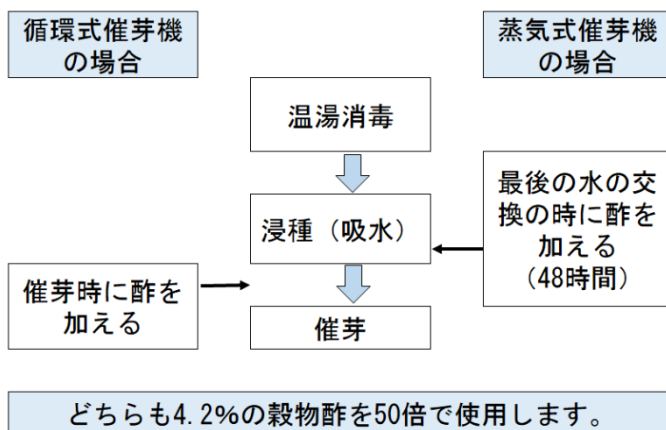 循環式催芽機
の場合
蒸気式催芽機
の場合
温湯消毒
浸種（吸水）
最後の水の交
換の時に酢を
加える
（48時間）
催芽時に酢を
加える
催芽
どちらも4.2%の穀物酢を50倍で使用します。